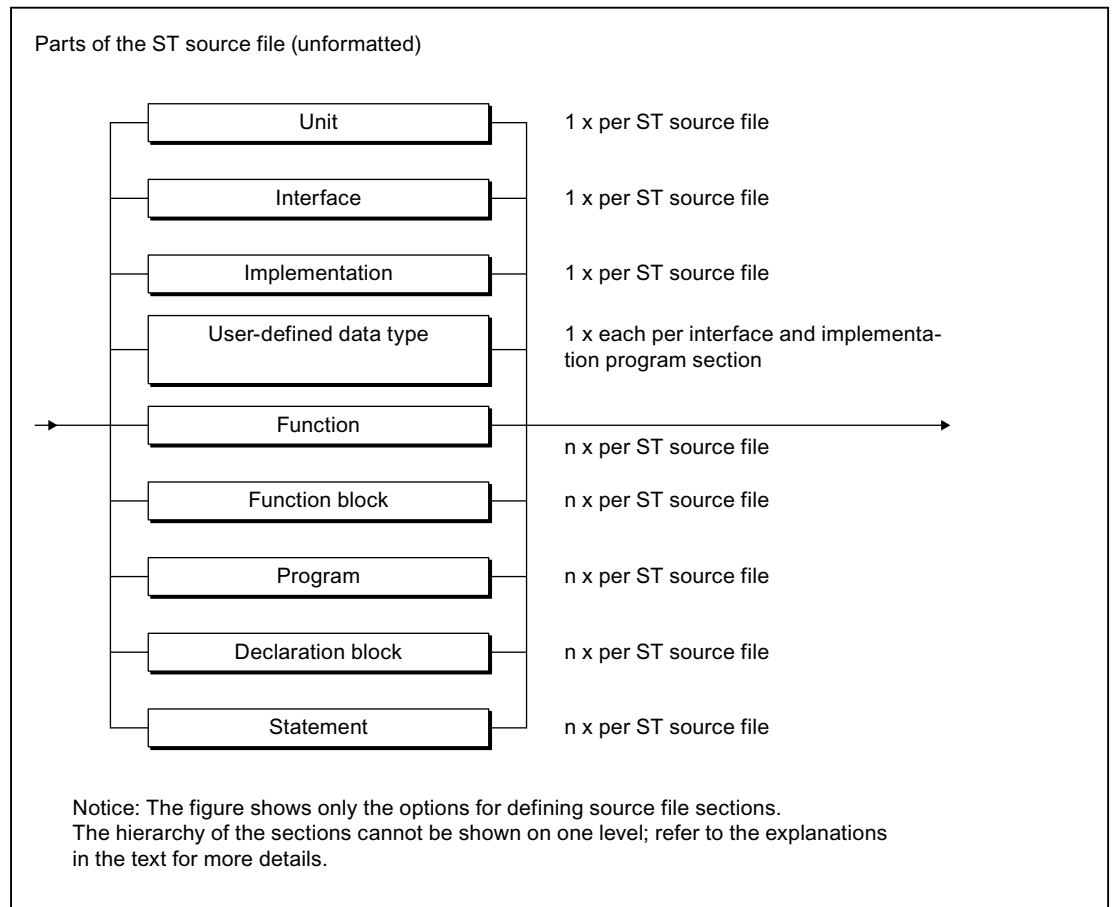 Parts of the ST source file (unformatted)
Unit
1 x per ST source file
Interface
1 x per ST source file
Implementation
1 x per ST source file
User-defined data type
1 x each per interface and implementa-
tion program section
Function
n x per ST source file
Function block
n x per ST source file
Program
n x per ST source file
Declaration block
n x per ST source file
Statement
n x per ST source file
Notice: The figure shows only the options for defining source file sections.
The hierarchy of the sections cannot be shown on one level; refer to the explanations
in the text for more details.